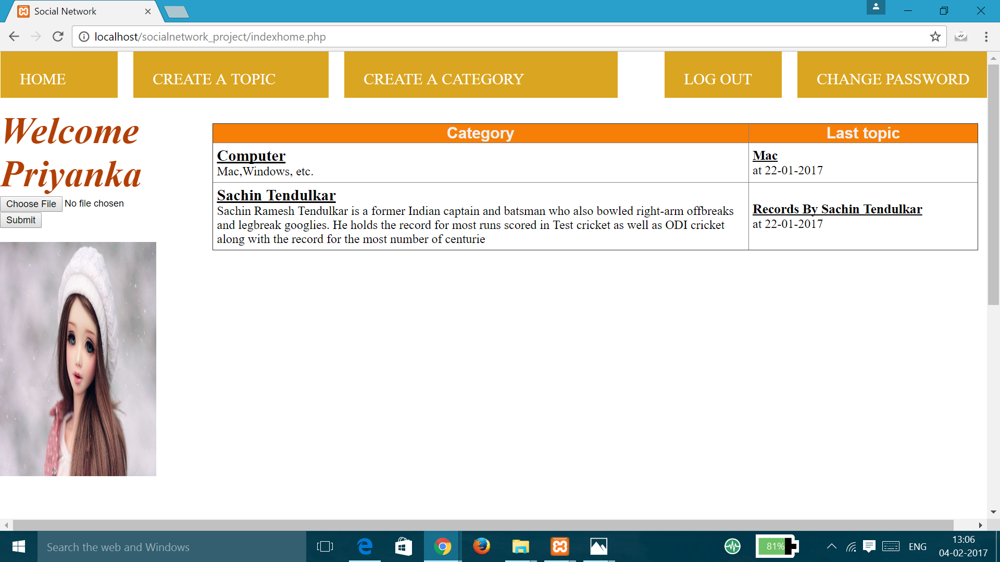 Social Network
localhost/socialnetwork_project/indexhome.php
HOME CREATE A TOPIC CREATE A CATEGORY LOG OUT CHANGE PASSWORD
Welcome
Priyanka
Choose File No file chosen
Submit
Category Last topic
Computer
Mac,Windows, etc.
Mac
at 22-01-2017
Sachin Tendulkar
Sachin Ramesh Tendulkar is a former Indian captain and batsman who also bowled right-arm offbreaks
and legbreak googlies. He holds the record for most runs scored in Test cricket as well as ODI cricket
along with the record for the most number of centurie
Records By Sachin Tendulkar
at 22-01-2017
Search the web and Windows
81%
ENG
13:06
04-02-2017